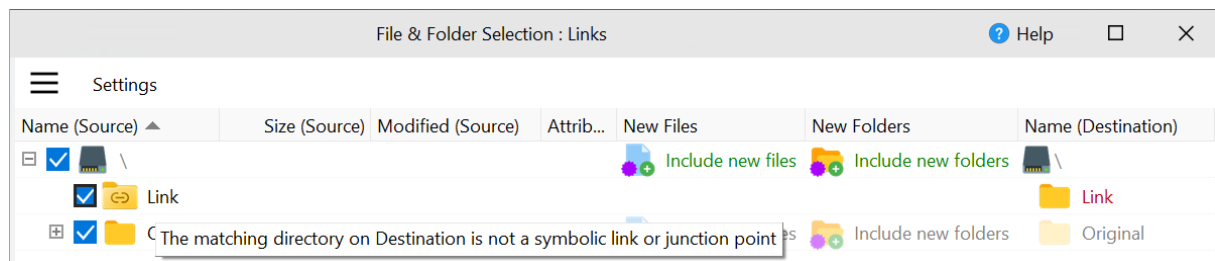 File & Folder Selection : Links
? Help
Settings
Name (Source) Size (Source) Modified (Source) Attrib... New Files New Folders Name (Destination)
\ Include new files Include new folders \
Link Link
The matching directory on Destination is not a symbolic link or junction point Include new folders Original